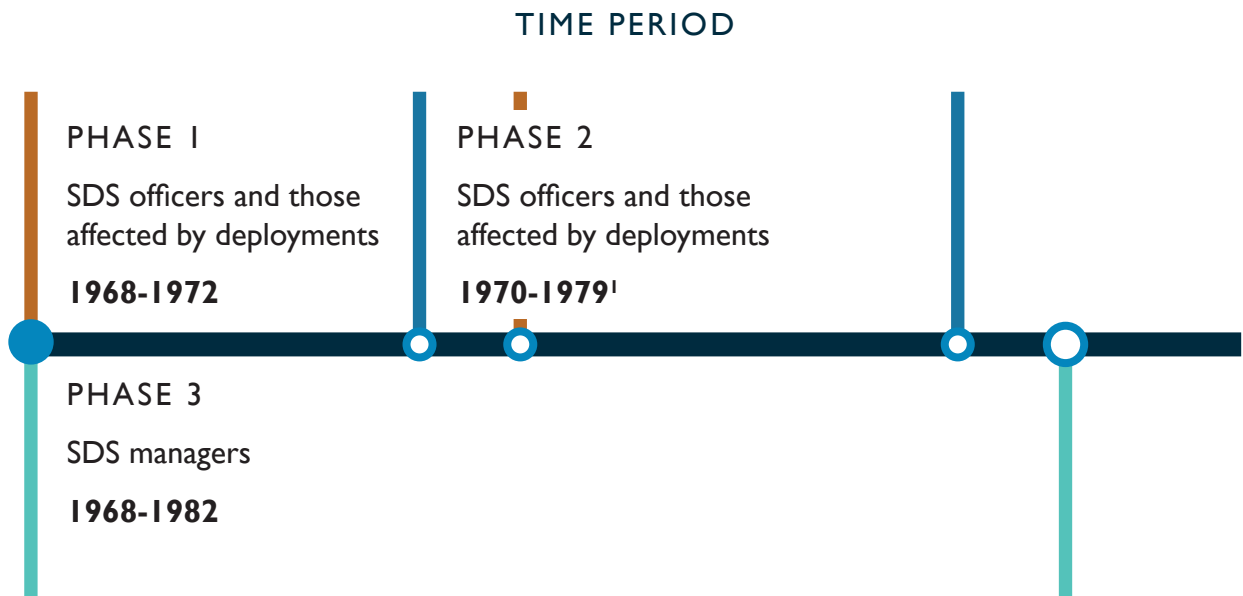 TIME PERIOD
PHASE 1
SDS officers and those
affected by deployments
1968-1972
PHASE 2
SDS officers and those
affected by deployments
1970-1979¹
PHASE 3
SDS managers
1968-1982